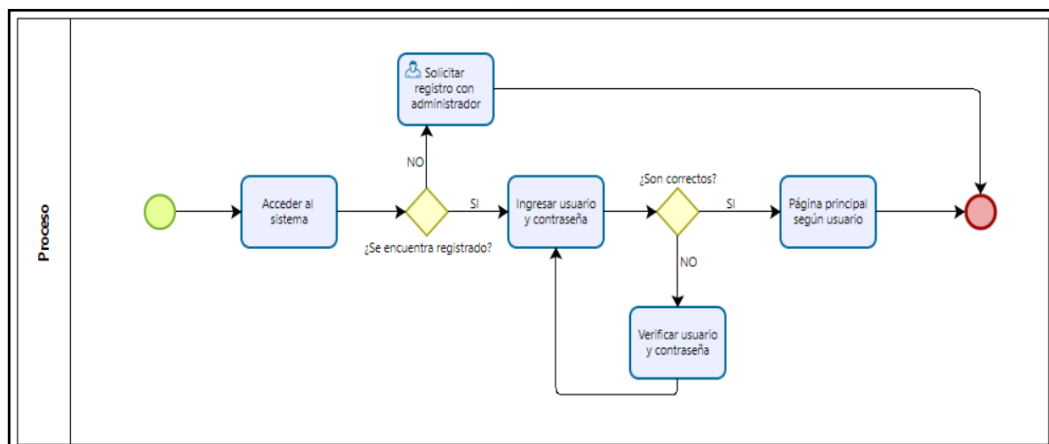 Proceso
Acceder al
sistema
¿Se encuentra registrado?
NO
Solicitar
registro con
administrador
SI
Ingresar usuario
y contraseña
¿Son correctos?
NO
Verificar usuario
y contraseña
SI
Página principal
según usuario